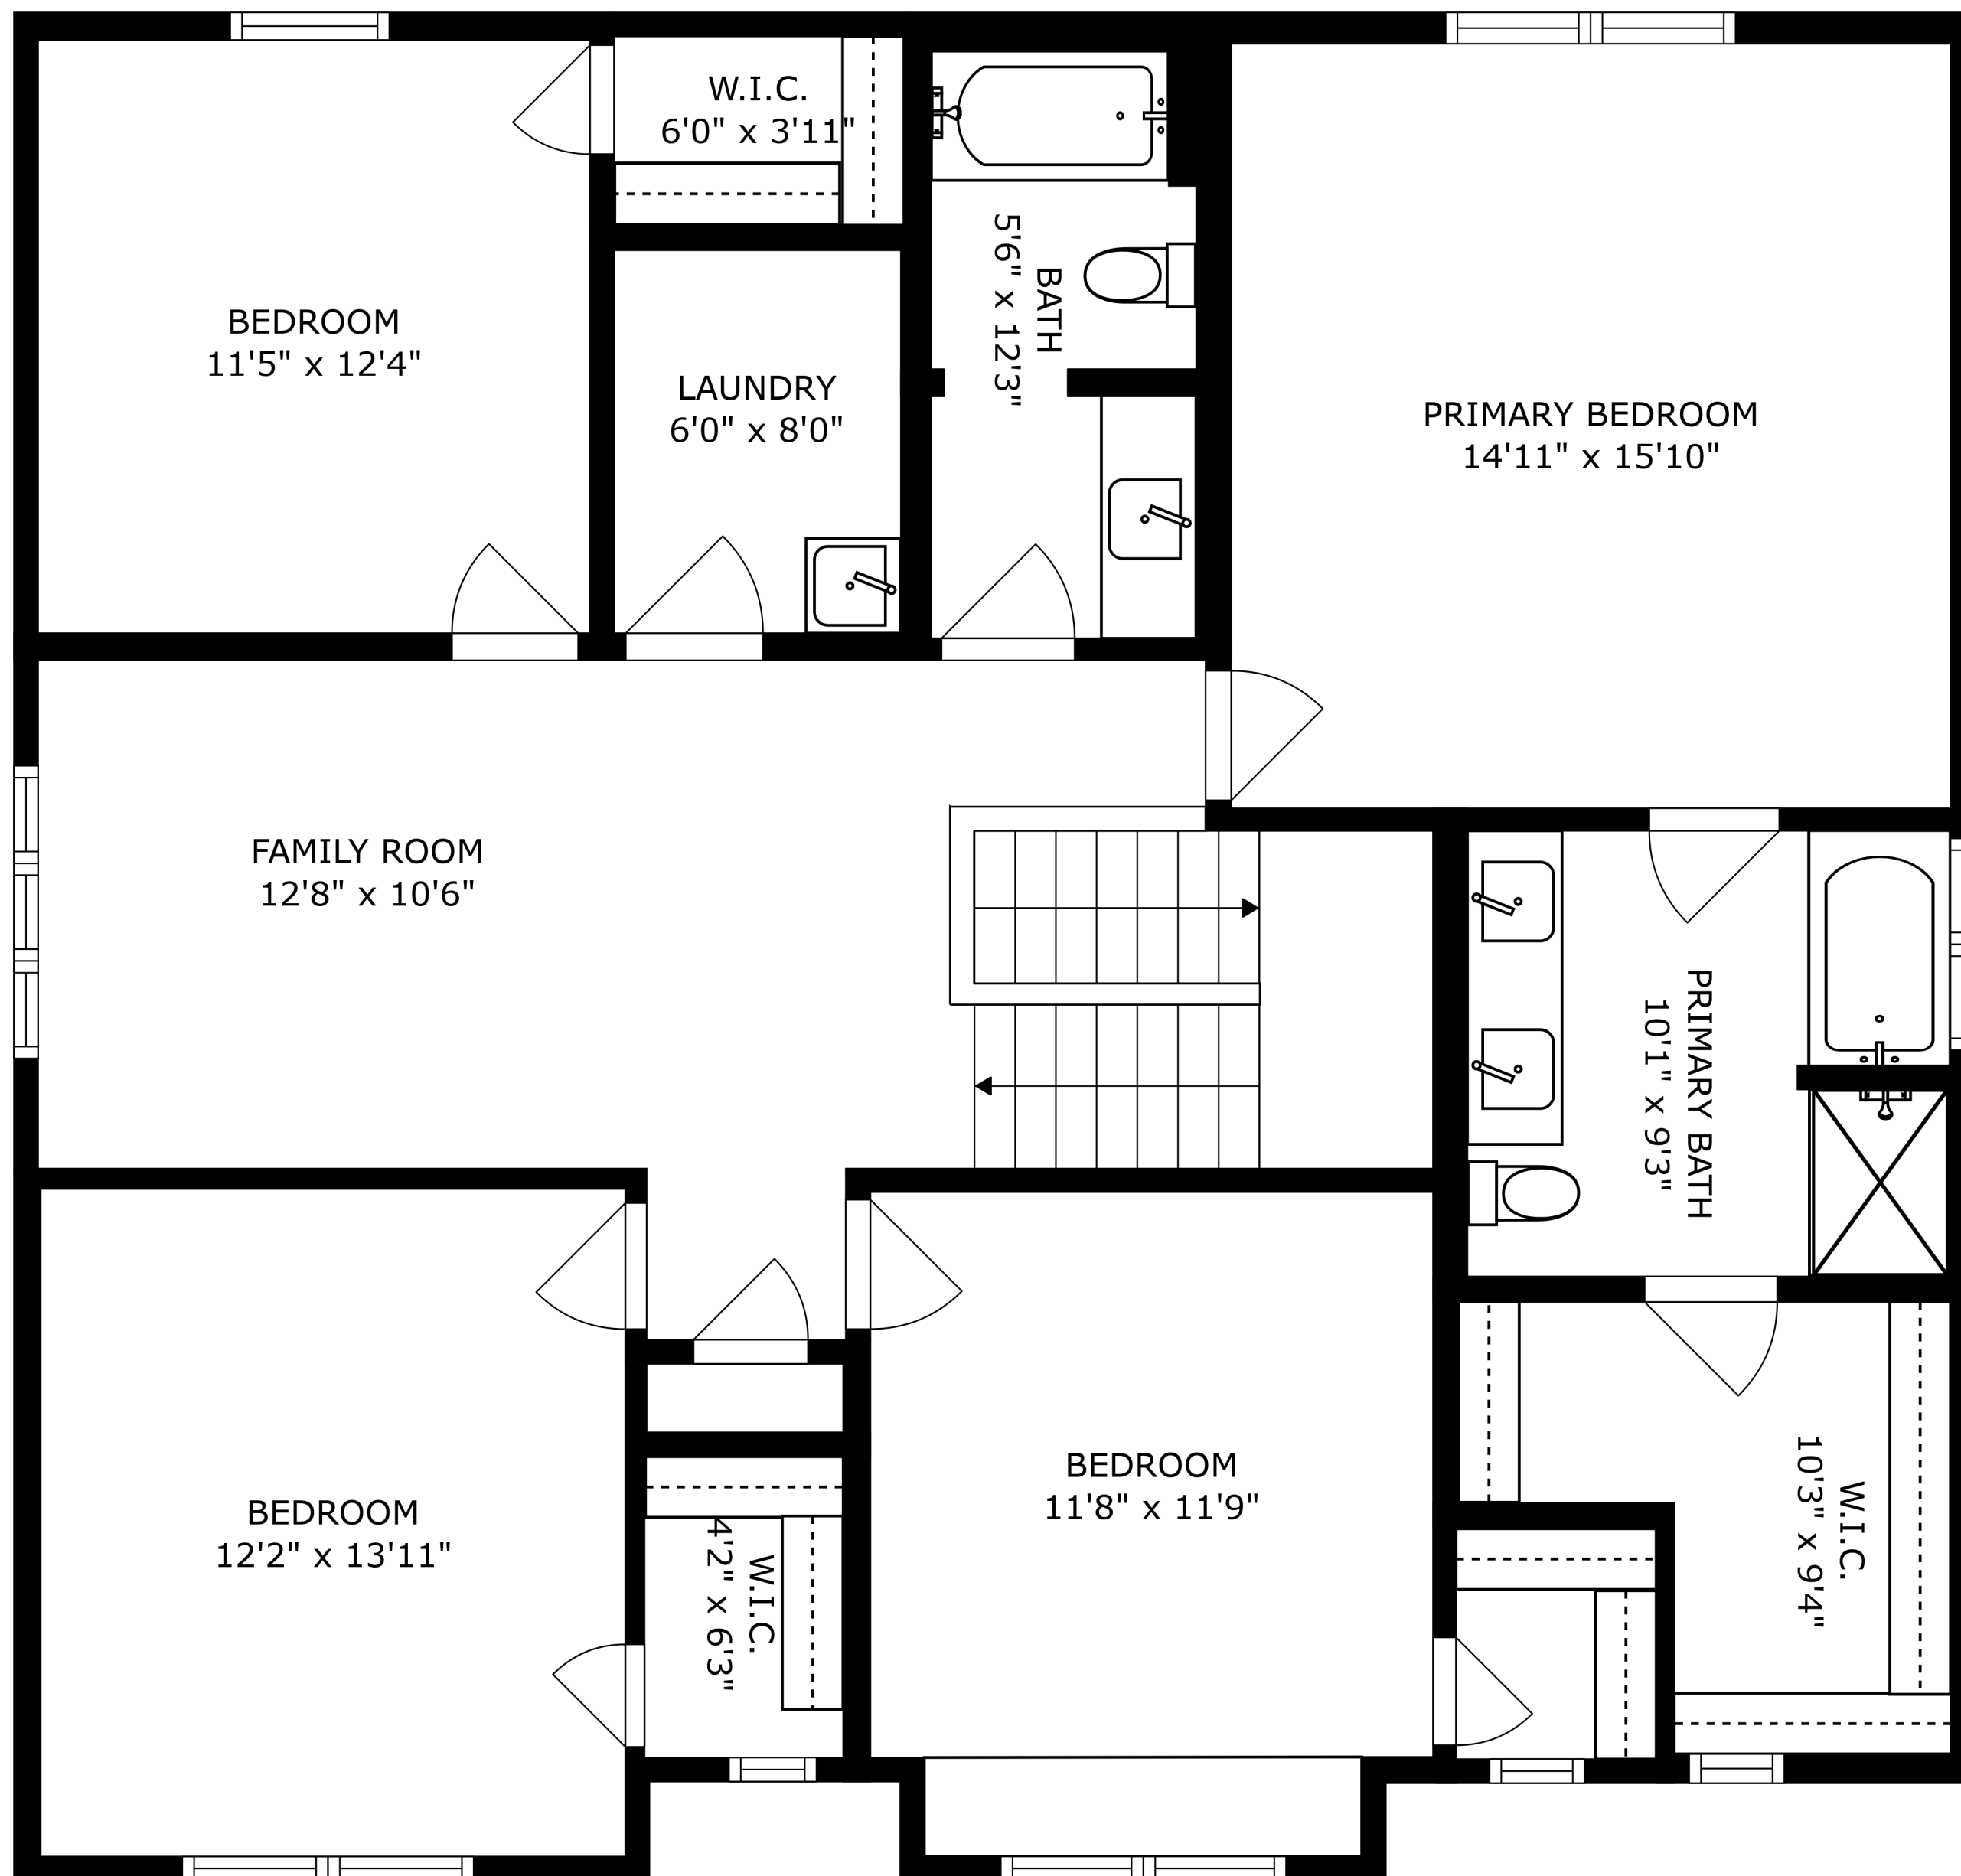 W.I.C.
6'0" x 3'11"
BEDROOM
11'5" x 12'4"
LAUNDRY
6'0" x 8'0"
BATH
5'6" x 12'3"
PRIMARY BEDROOM
14'11" x 15'10"
FAMILY ROOM
12'8" x 10'6"
PRIMARY BATH
10'1" x 9'3"
BEDROOM
12'2" x 13'11"
W.I.C.
4'2" x 6'3"
BEDROOM
11'8" x 11'9"
W.I.C.
10'3" x 9'4"